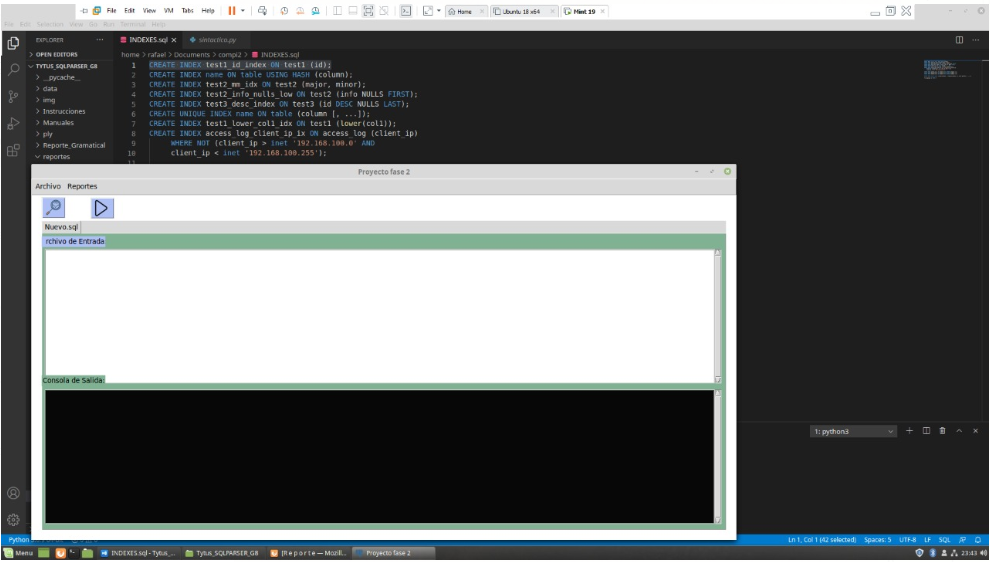 File Edit View VM Tabs Help
Home × Ubuntu 18 x64 × Mint 19 ×
File Edit Selection View Go Run Terminal Help
EXPLORER ··· INDEXES.sql × sintactico.py
> OPEN EDITORS home > rafael > Documents > compi2 > INDEXES.sql
TYTUS_SQLPARSER_G8 1 CREATE INDEX test1_id_index ON test1 (id);
> __pycache__ 2 CREATE INDEX name ON table USING HASH (column);
> data 3 CREATE INDEX test2_mm_idx ON test2 (major, minor);
> img 4 CREATE INDEX test2_info_nulls_low ON test2 (info NULLS FIRST);
> Instrucciones 5 CREATE INDEX test3_desc_index ON test3 (id DESC NULLS LAST);
> Manuales 6 CREATE UNIQUE INDEX name ON table (column [, ...]);
> ply 7 CREATE INDEX test1_lower_col1_idx ON test1 (lower(col1));
> Reporte_Gramatical 8 CREATE INDEX access_log_client_ip_ix ON access_log (client_ip)
reportes 9 WHERE NOT (client_ip > inet '192.168.100.0' AND
10 client_ip < inet '192.168.100.255');
11
Proyecto fase 2
Archivo Reportes
Nuevo.sql
rchivo de Entrada
Consola de Salida:
1: python3
Python
Ln 1, Col 1 (42 selected) Spaces: 5 UTF-8 LF SQL
Menu INDEXES.sql - Tytus_... Tytus_SQLPARSER_G8 [R e p o r t e — Mozill... Proyecto fase 2 23:43